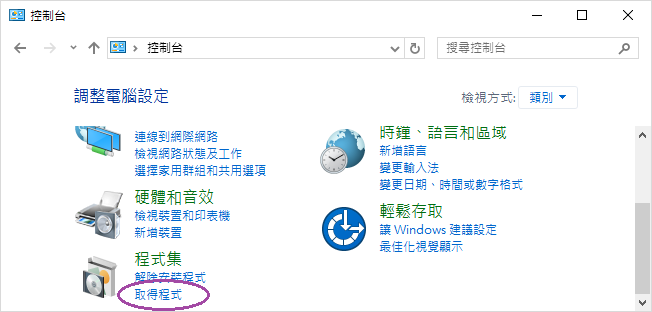 控制台
控制台
搜尋控制台
調整電腦設定
檢視方式: 類別
連線到網際網路
檢視網路狀態及工作
選擇家用群組和共用選項
硬體和音效
檢視裝置和印表機
新增裝置
程式集
解除安裝程式
取得程式
時鐘、語言和區域
新增語言
變更輸入法
變更日期、時間或數字格式
輕鬆存取
讓 Windows 建議設定
最佳化視覺顯示